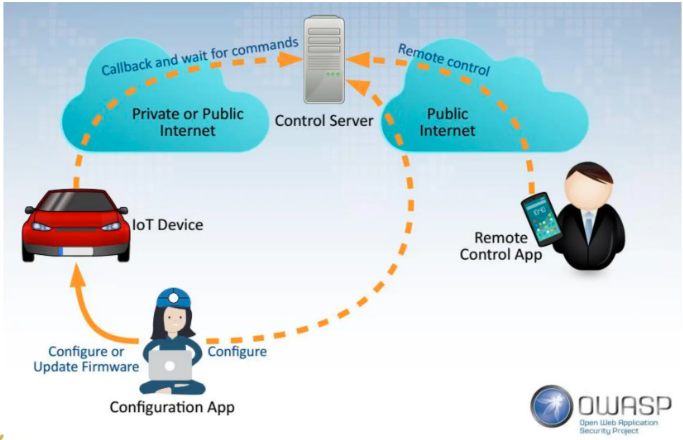 Callback and wait for commands
Remote control
Private or Public
Internet
Control Server
Public
Internet
IoT Device
Remote
Control App
Configure or
Update Firmware
Configure
Configuration App
OWASP
Open Web Application
Security Project